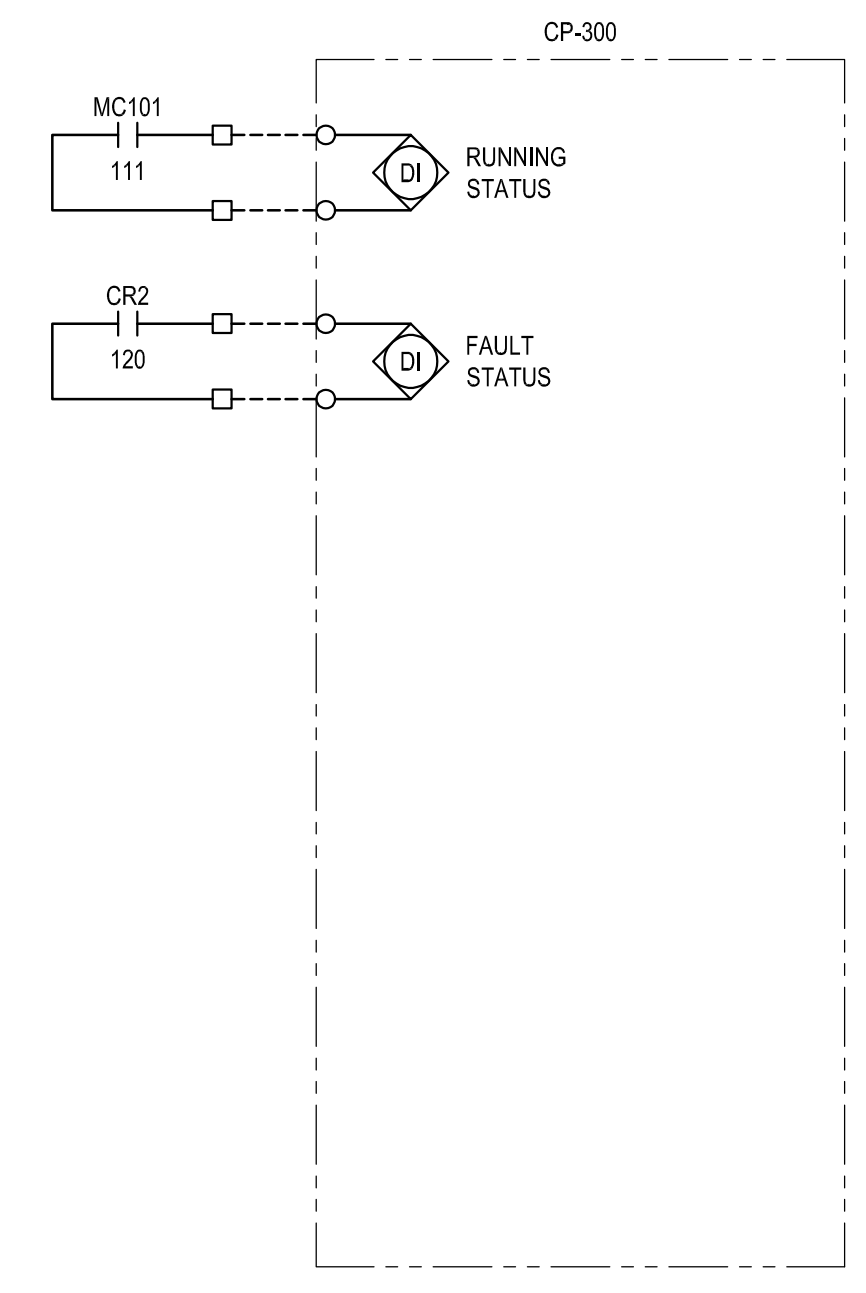 CP-300
MC101
111
DI
RUNNING
STATUS
CR2
120
DI
FAULT
STATUS